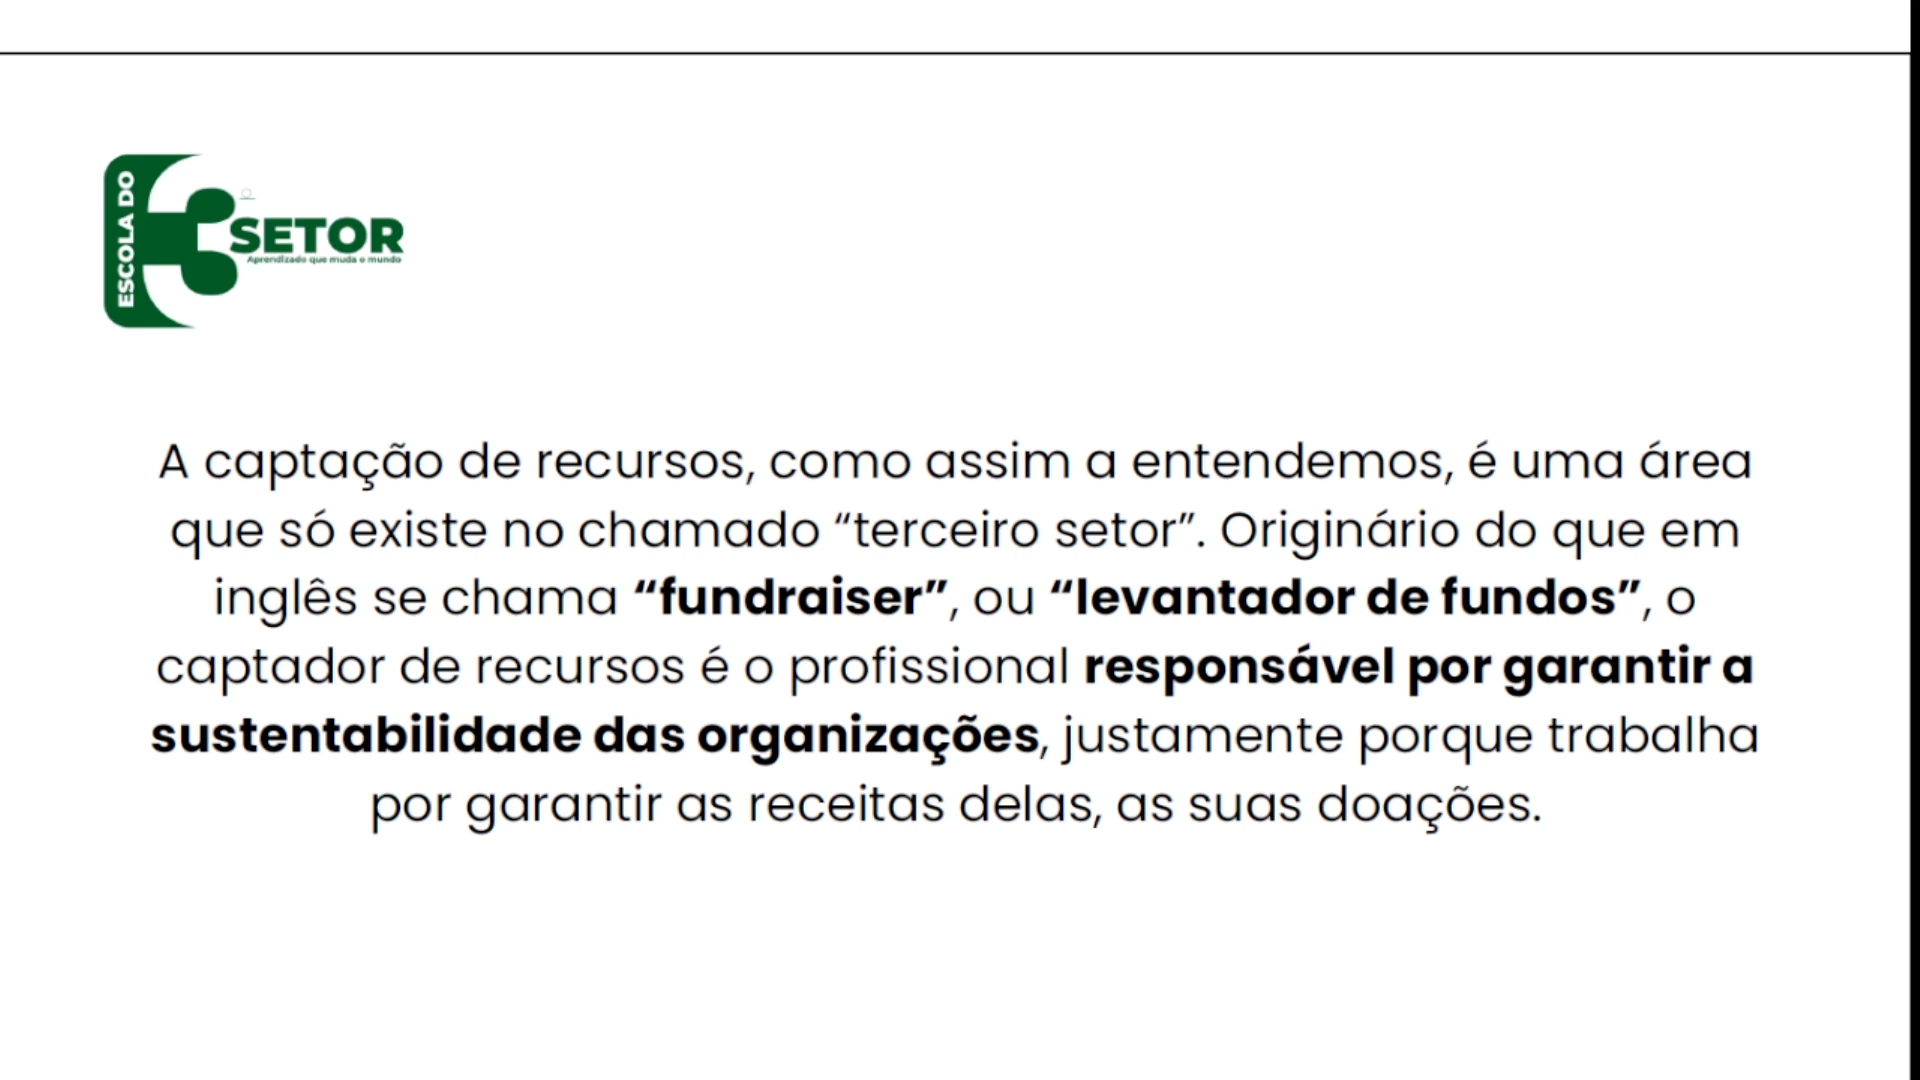 ESCOLA DO
3º
SETOR
Aprendizado que muda o mundo
A captação de recursos, como assim a entendemos, é uma área
que só existe no chamado “terceiro setor”. Originário do que em
inglês se chama “fundraiser”, ou “levantador de fundos”, o
captador de recursos é o profissional responsável por garantir a
sustentabilidade das organizações, justamente porque trabalha
por garantir as receitas delas, as suas doações.